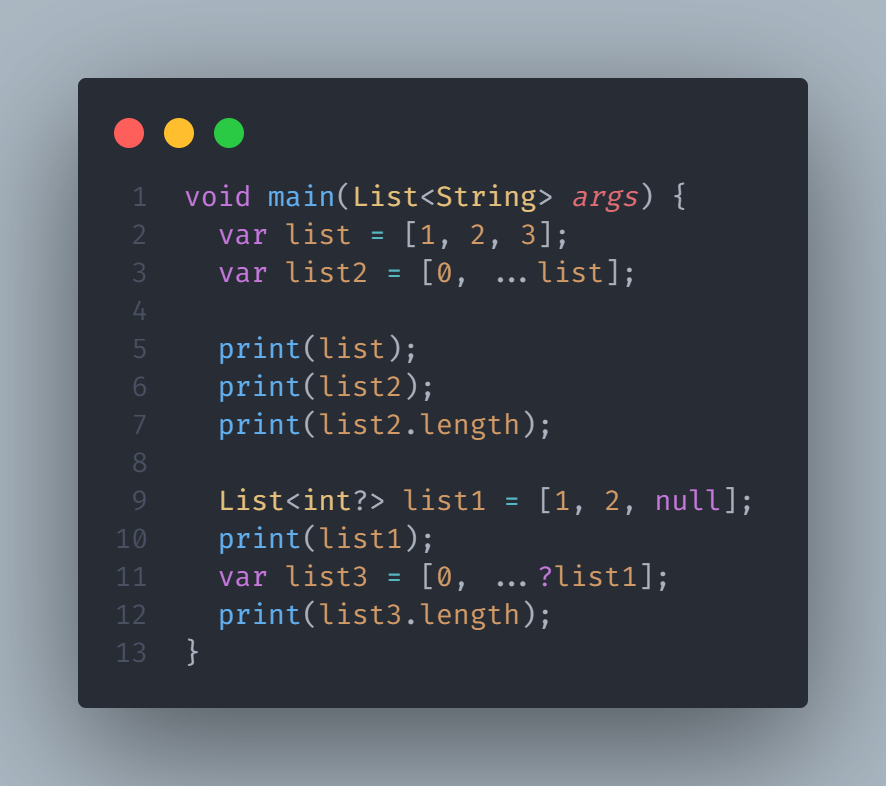 1 void main(List<String> args) {
2 var list = [1, 2, 3];
3 var list2 = [0, ...list];
4
5 print(list);
6 print(list2);
7 print(list2.length);
8
9 List<int?> list1 = [1, 2, null];
10 print(list1);
11 var list3 = [0, ...?list1];
12 print(list3.length);
13 }